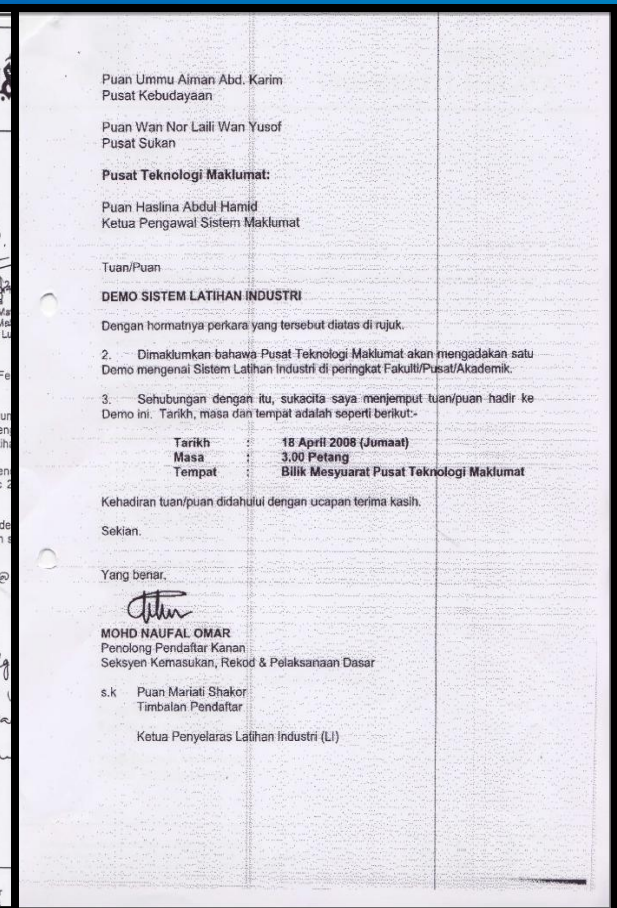 Puan Ummu Aiman Abd. Karim
Pusat Kebudayaan
Puan Wan Nor Laili Wan Yusof
Pusat Sukan
Pusat Teknologi Maklumat:
Puan Haslina Abdul Hamid
Ketua Pengawal Sistem Maklumat
Tuan/Puan
DEMO SISTEM LATIHAN INDUSTRI
Dengan hormatnya perkara yang tersebut diatas di rujuk.
2. Dimaklumkan bahawa Pusat Teknologi Maklumat akan mengadakan satu
Demo mengenai Sistem Latihan Industri di peringkat Fakulti/Pusat/Akademik.
3. Sehubungan dengan itu, sukacita saya menjemput tuan/puan hadir ke
Demo ini. Tarikh, masa dan tempat adalah seperti berikut:-
Tarikh : 18 April 2008 (Jumaat)
Masa : 3.00 Petang
Tempat : Bilik Mesyuarat Pusat Teknologi Maklumat
Kehadiran tuan/puan didahului dengan ucapan terima kasih.
Sekian.
Yang benar,
MOHD NAUFAL OMAR
Penolong Pendaftar Kanan
Seksyen Kemasukan, Rekod & Pelaksanaan Dasar
s.k Puan Mariati Shakor
Timbalan Pendaftar
Ketua Penyelaras Latihan Industri (LI)